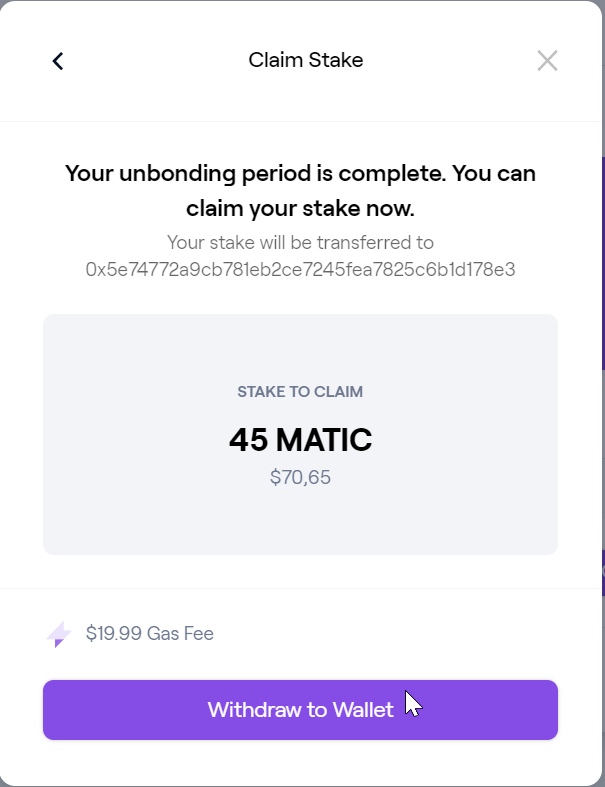 Claim Stake
Your unbonding period is complete. You can
claim your stake now.
Your stake will be transferred to
0x5e74772a9cb781eb2ce7245fea7825c6b1d178e3
STAKE TO CLAIM
45 MATIC
$70,65
$19.99 Gas Fee
Withdraw to Wallet